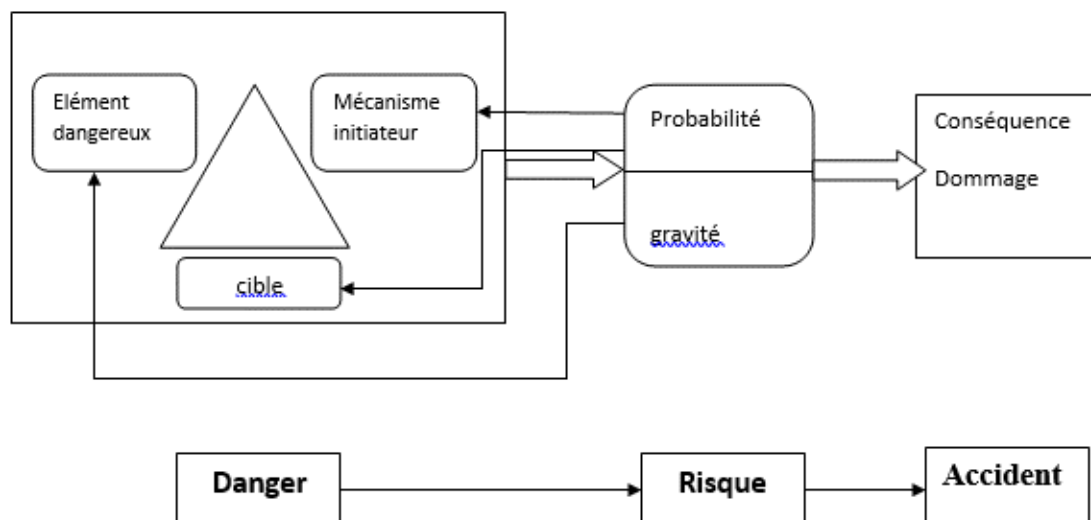 Elément
dangereux
Mécanisme
initiateur
cible
Probabilité
gravité
Conséquence
Dommage
Danger
Risque
Accident